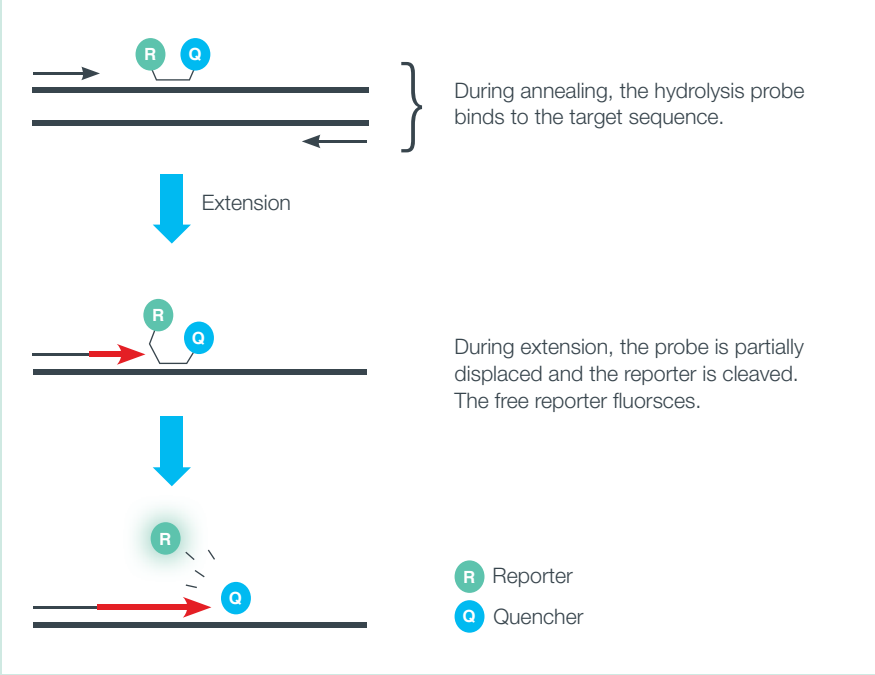 R Q
During annealing, the hydrolysis probe
binds to the target sequence.
Extension
R
Q
During extension, the probe is partially
displaced and the reporter is cleaved.
The free reporter fluorsces.
R
Q
R Reporter
Q Quencher